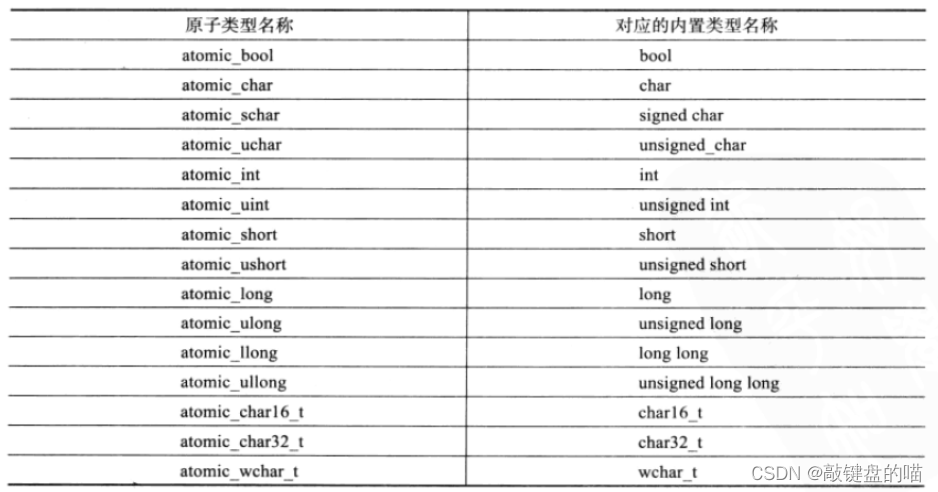 原子类型名称 对应的内置类型名称
atomic_bool bool
atomic_char char
atomic_schar signed char
atomic_uchar unsigned_char
atomic_int int
atomic_uint unsigned int
atomic_short short
atomic_ushort unsigned short
atomic_long long
atomic_ulong unsigned long
atomic_llong long long
atomic_ullong unsigned long long
atomic_char16_t char16_t
atomic_char32_t char32_t
atomic_wchar_t wchar_t
CSDN @敲键盘的喵